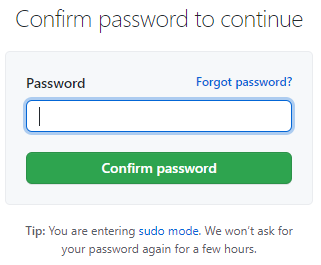 Confirm password to continue
Password Forgot password?
Confirm password
Tip: You are entering sudo mode. We won't ask for
your password again for a few hours.